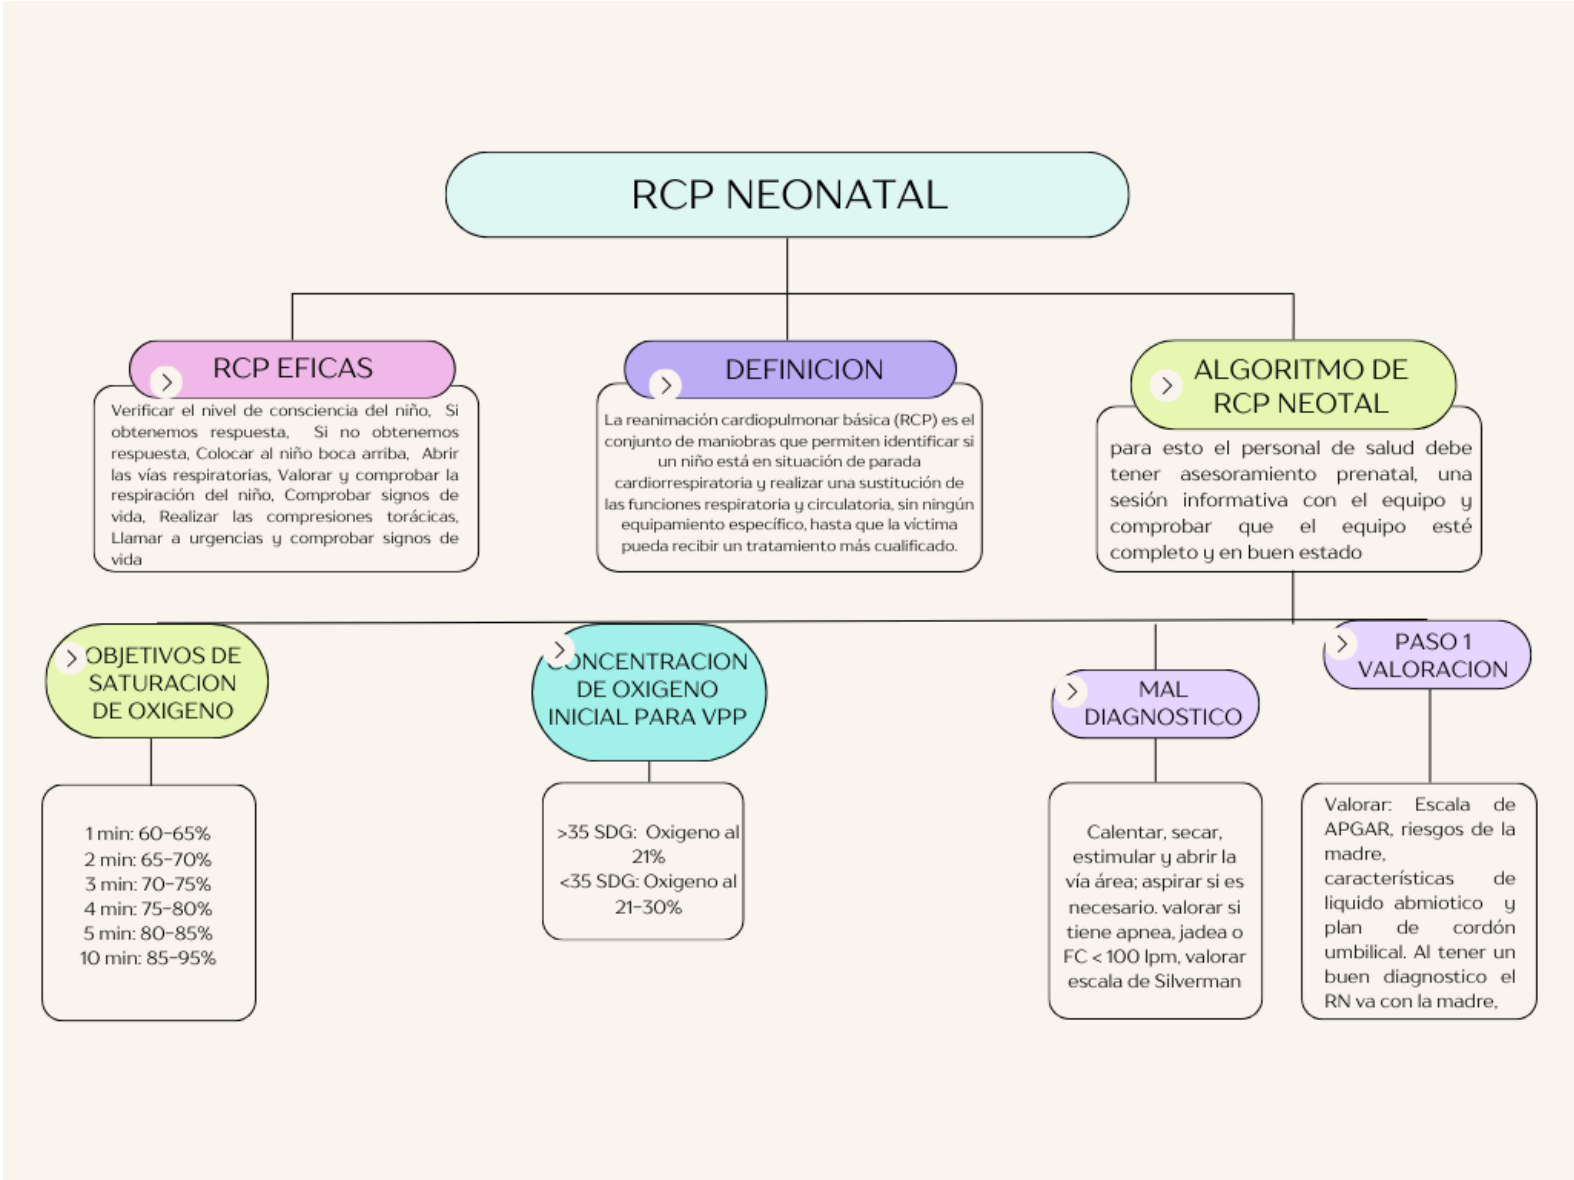 RCP NEONATAL
RCP EFICAS
Verificar el nivel de consciencia del niño, Si
obtenemos respuesta, Si no obtenemos
respuesta, Colocar al niño boca arriba, Abrir
las vías respiratorias, Valorar y comprobar la
respiración del niño, Comprobar signos de
vida, Realizar las compresiones torácicas,
Llamar a urgencias y comprobar signos de
vida
DEFINICION
La reanimación cardiopulmonar básica (RCP) es el
conjunto de maniobras que permiten identificar si
un niño está en situación de parada
cardiorrespiratoria y realizar una sustitución de
las funciones respiratoria y circulatoria, sin ningún
equipamiento específico, hasta que la víctima
pueda recibir un tratamiento más cualificado.
ALGORITMO DE
RCP NEOTAL
para esto el personal de salud debe
tener asesoramiento prenatal, una
sesión informativa con el equipo y
comprobar que el equipo esté
completo y en buen estado
OBJETIVOS DE
SATURACION
DE OXIGENO
1 min: 60-65%
2 min: 65-70%
3 min: 70-75%
4 min: 75-80%
5 min: 80-85%
10 min: 85-95%
CONCENTRACION
DE OXIGENO
INICIAL PARA VPP
>35 SDG: Oxigeno al
21%
<35 SDG: Oxigeno al
21-30%
MAL
DIAGNOSTICO
Calentar, secar,
estimular y abrir la
vía área; aspirar si es
necesario. valorar si
tiene apnea, jadea o
FC < 100 lpm, valorar
escala de Silverman
PASO 1
VALORACION
Valorar: Escala de
APGAR, riesgos de la
madre,
características de
liquido abmiotico y
plan de cordón
umbilical. Al tener un
buen diagnostico el
RN va con la madre,